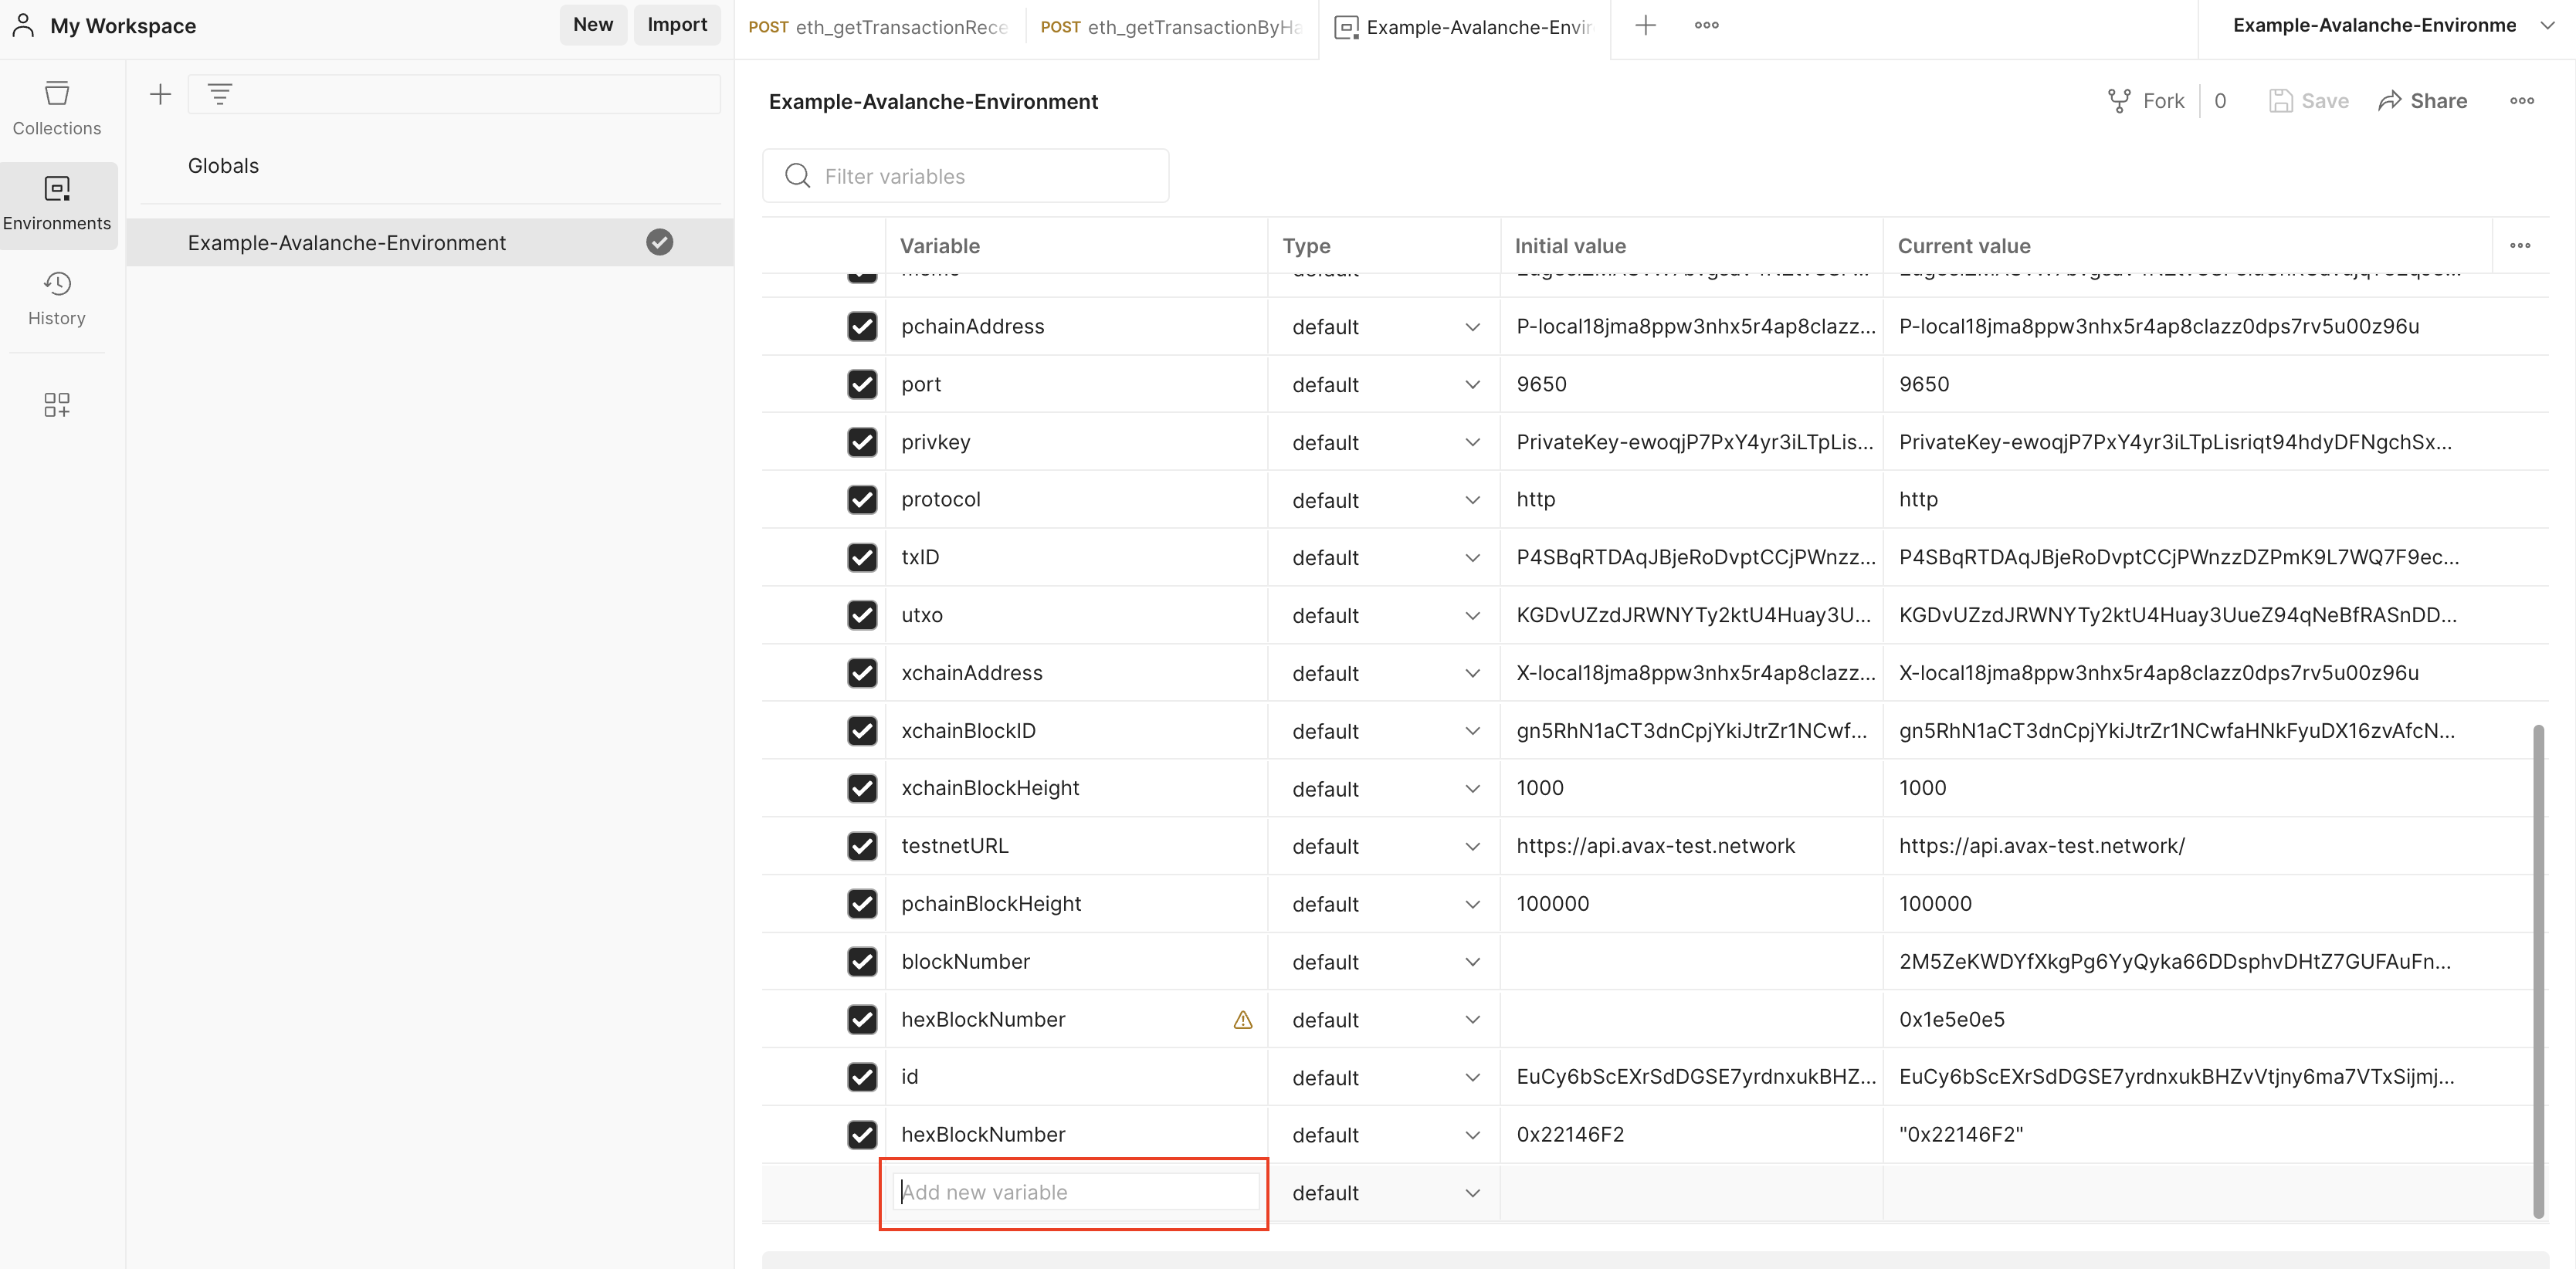 My Workspace
New
Import
POST eth_getTransactionRece
POST eth_getTransactionByHa
Example-Avalanche-Envir
Example-Avalanche-Environme
Collections
Environments
History
Globals
Example-Avalanche-Environment
Example-Avalanche-Environment
Fork 0
Save
Share
Filter variables
Variable Type Initial value Current value
pchainAddress default P-local18jma8ppw3nhx5r4ap8clazz... P-local18jma8ppw3nhx5r4ap8clazz0dps7rv5u00z96u
port default 9650 9650
privkey default PrivateKey-ewoqjP7PxY4yr3iLTpLis... PrivateKey-ewoqjP7PxY4yr3iLTpLisriqt94hdyDFNgchSx...
protocol default http http
txID default P4SBqRTDAqJBjeRoDvptCCjPWnzz... P4SBqRTDAqJBjeRoDvptCCjPWnzzDZPmK9L7WQ7F9ec...
utxo default KGDvUZzdJRWNYTy2ktU4Huay3U... KGDvUZzdJRWNYTy2ktU4Huay3UueZ94qNeBfRASnDD...
xchainAddress default X-local18jma8ppw3nhx5r4ap8clazz... X-local18jma8ppw3nhx5r4ap8clazz0dps7rv5u00z96u
xchainBlockID default gn5RhN1aCT3dnCpjYkiJtrZr1NCwf... gn5RhN1aCT3dnCpjYkiJtrZr1NCwfaHNkFyuDX16zvAfcN...
xchainBlockHeight default 1000 1000
testnetURL default https://api.avax-test.network https://api.avax-test.network/
pchainBlockHeight default 100000 100000
blockNumber default 2M5ZeKWDYfXkgPg6YyQyka66DDsphvDHtZ7GUFAuFn...
hexBlockNumber default 0x1e5e0e5
id default EuCy6bScEXrSdDGSE7yrdnxukBHZ... EuCy6bScEXrSdDGSE7yrdnxukBHZvVtjny6ma7VTxSijmj...
hexBlockNumber default 0x22146F2 "0x22146F2"
Add new variable default